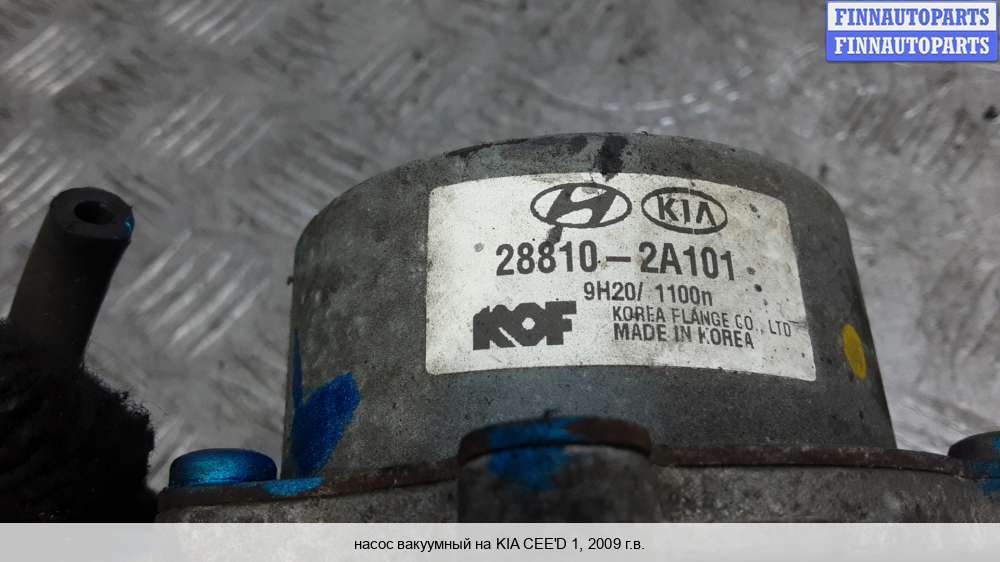 FINNAUTOPARTS
FINNAUTOPARTS
KIA
28810-2A101
9H20/ 1100n
KOF
KOREA FLANGE CO., LTD
MADE IN KOREA
насос вакуумный на KIA CEE'D 1, 2009 г.в.